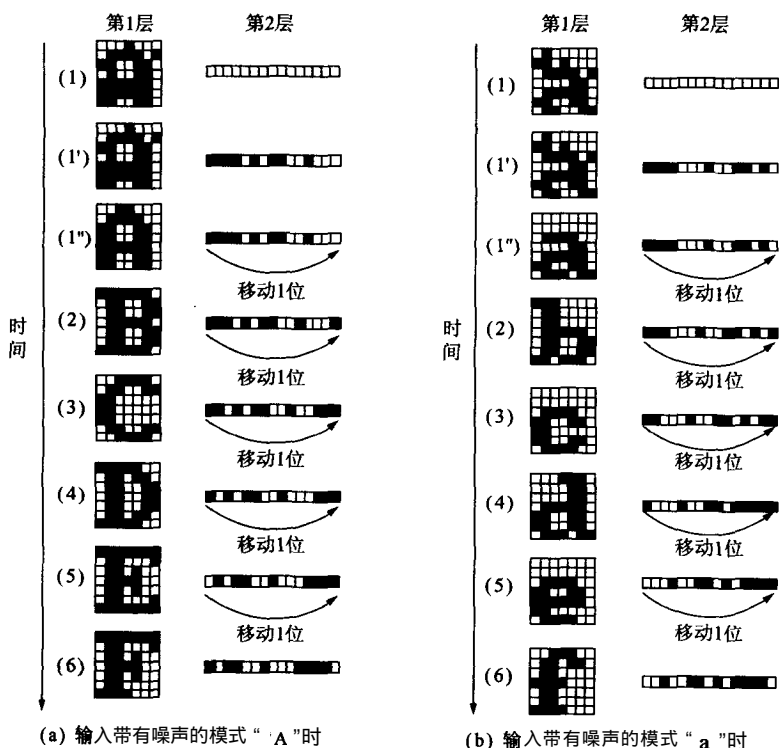 第1层 第2层
(1)
(1')
(1")
移动1位
(2)
移动1位
(3)
移动1位
(4)
移动1位
(5)
移动1位
(6)
时间
(a) 输入带有噪声的模式“A”时
第1层 第2层
(1)
(1')
(1")
移动1位
(2)
移动1位
(3)
移动1位
(4)
移动1位
(5)
移动1位
(6)
时间
(b) 输入带有噪声的模式“a”时